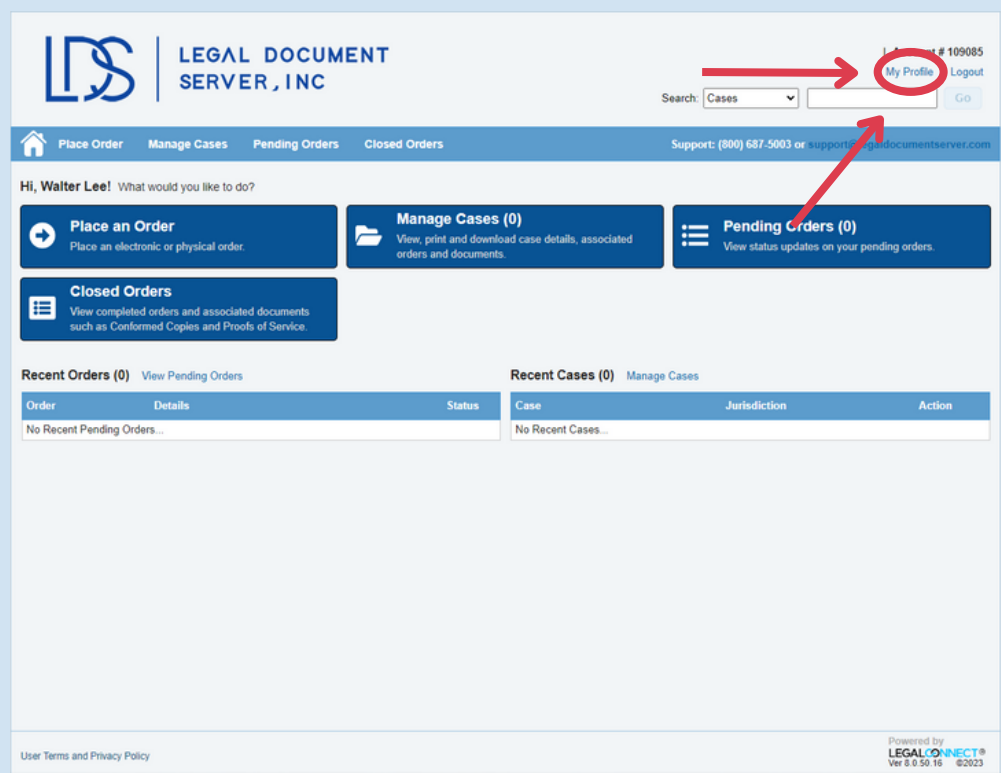 LDS
LEGAL DOCUMENT
SERVER, INC
| Account # 109085
My Profile Logout
Search: Cases Go
Place Order Manage Cases Pending Orders Closed Orders Support: (800) 687-5003 or support@legaldocumentserver.com
Hi, Walter Lee! What would you like to do?
Place an Order
Place an electronic or physical order.
Manage Cases (0)
View, print and download case details, associated
orders and documents.
Pending Orders (0)
View status updates on your pending orders.
Closed Orders
View completed orders and associated documents
such as Conformed Copies and Proofs of Service.
Recent Orders (0) View Pending Orders
Order Details Status
No Recent Pending Orders...
Recent Cases (0) Manage Cases
Case Jurisdiction Action
No Recent Cases...
User Terms and Privacy Policy
Powered by
LEGALCONNECT®
Ver 8.0.50.16 ©2023